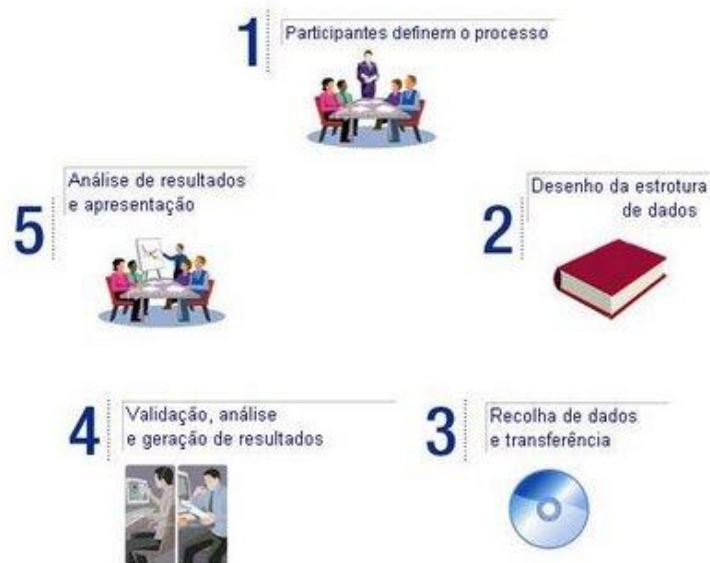 1 Participantes definem o processo
2 Desenho da estrotura
de dados
3 Recolha de dados
e transferência
4 Validação, análise
e geração de resultados
5 Análise de resultados
e apresentação